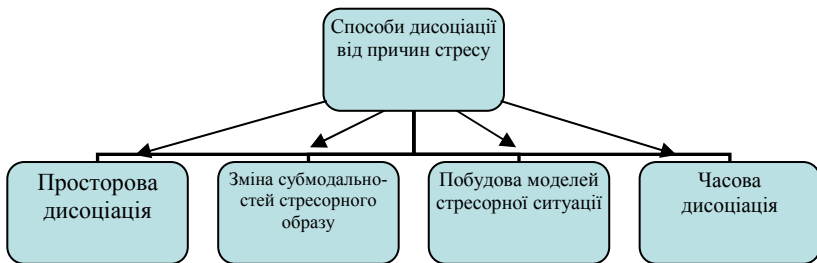 Способи дисоціації
від причин стресу
Просторова
дисоціація
Зміна субмодально-
стей стресорного
образу
Побудова моделей
стресорної ситуації
Часова
дисоціація